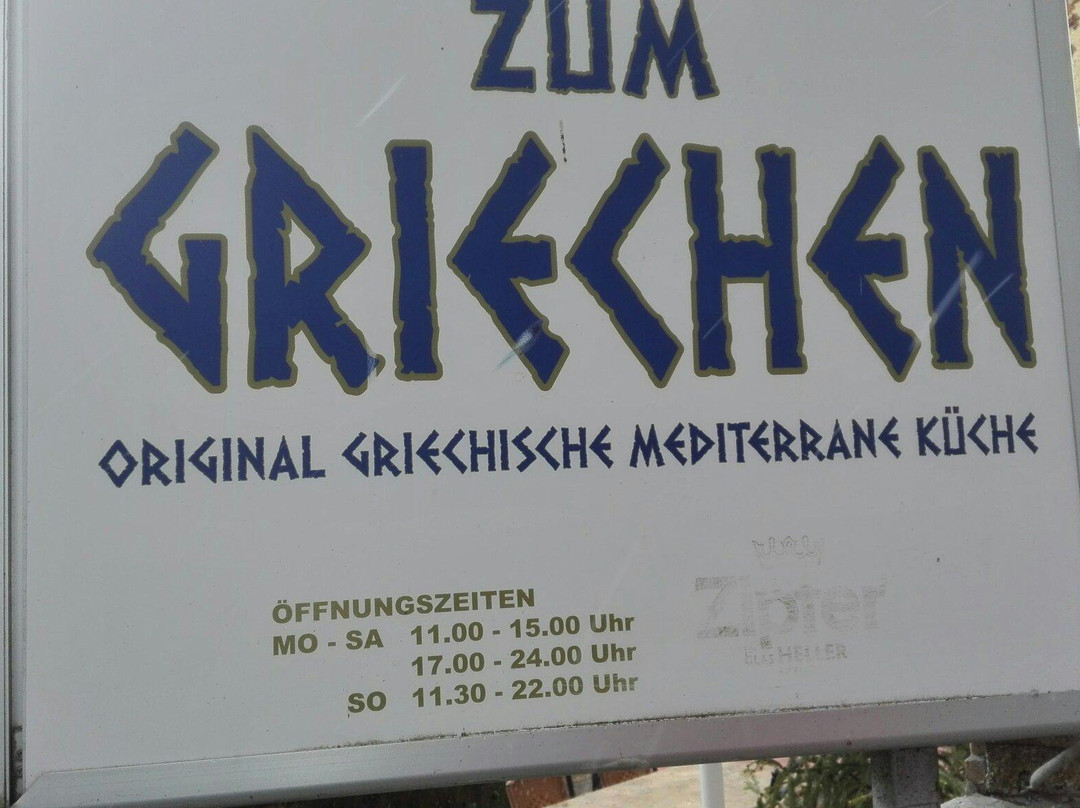 ZUM
GRIECHEN
ORIGINAL GRIECHISCHE MEDITERRANE KÜCHE
ÖFFNUNGSZEITEN
MO - SA 11.00 - 15.00 Uhr
17.00 - 24.00 Uhr
SO 11.30 - 22.00 Uhr
Zipfer
HELLER